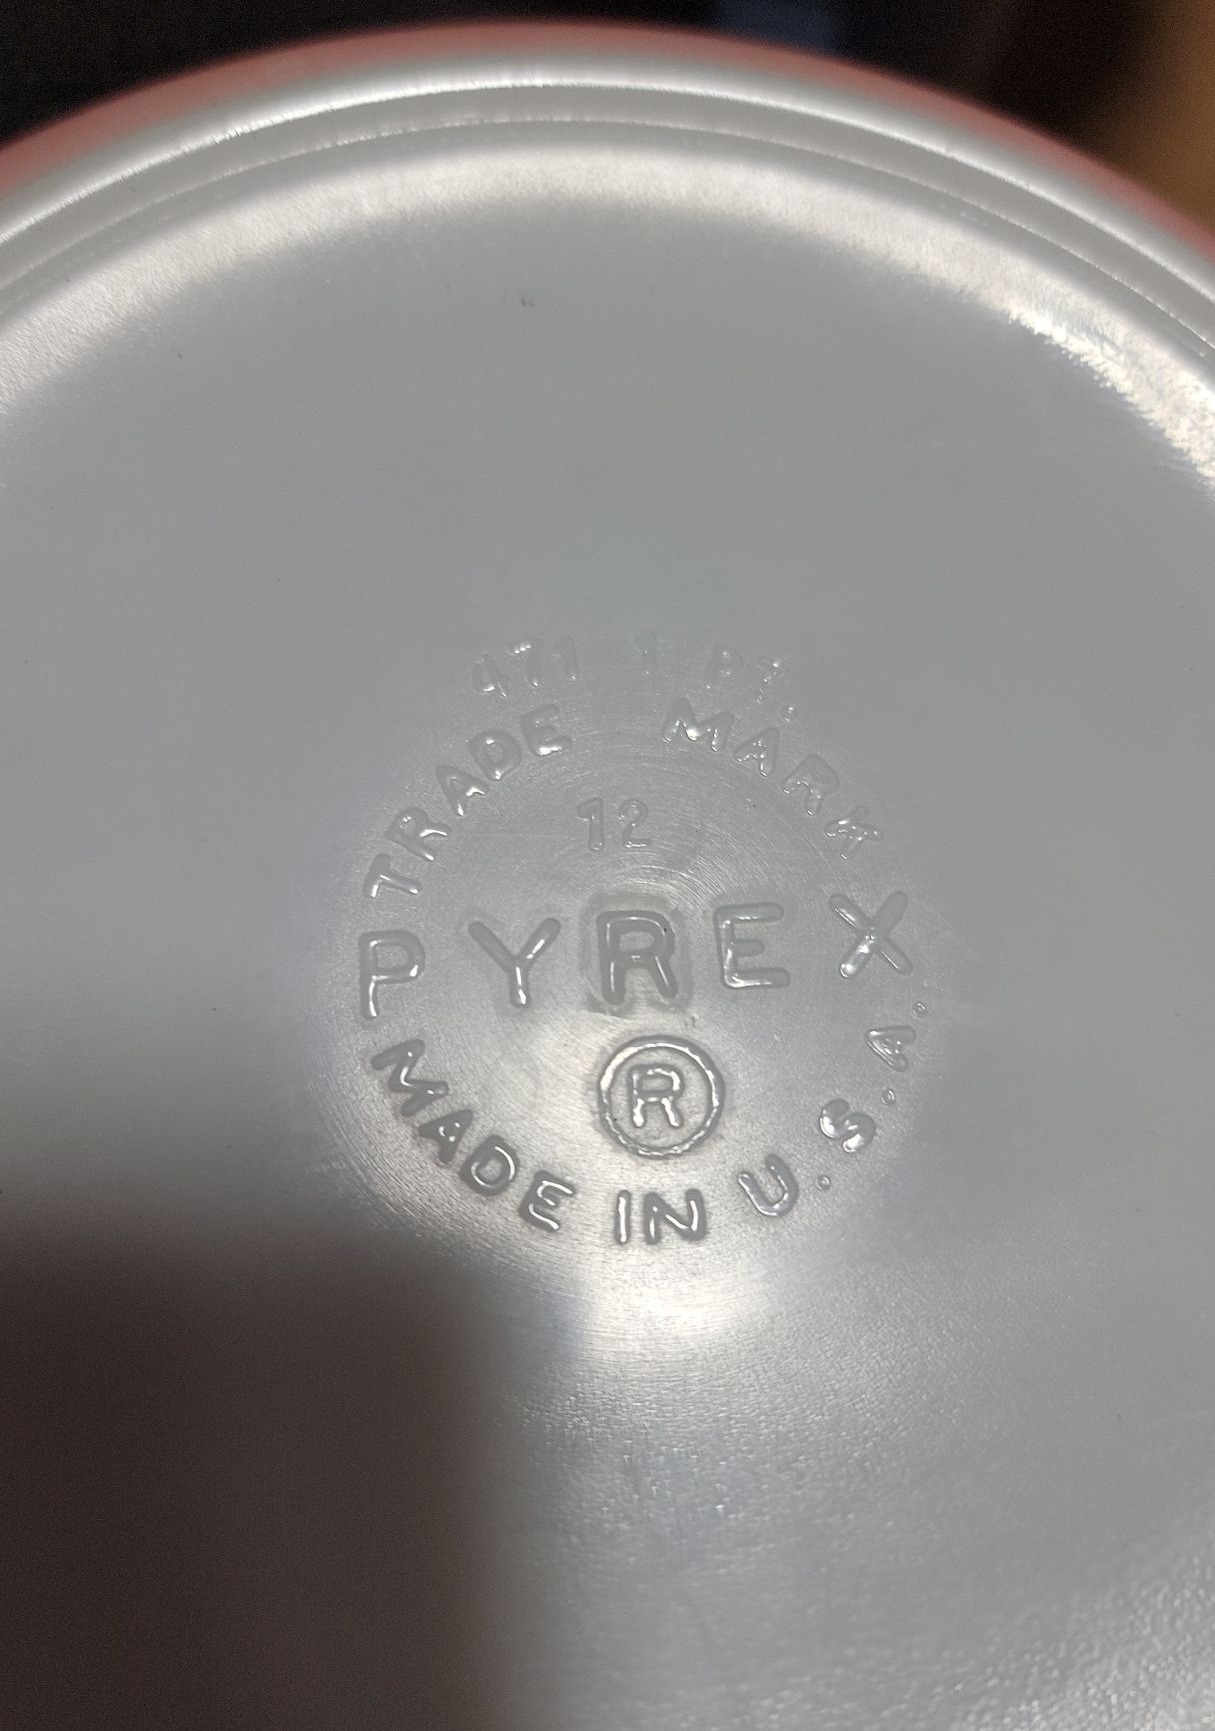 471 1 PT.
TRADE MARK
12
P
PYREX
®
MADE IN U.S.A.